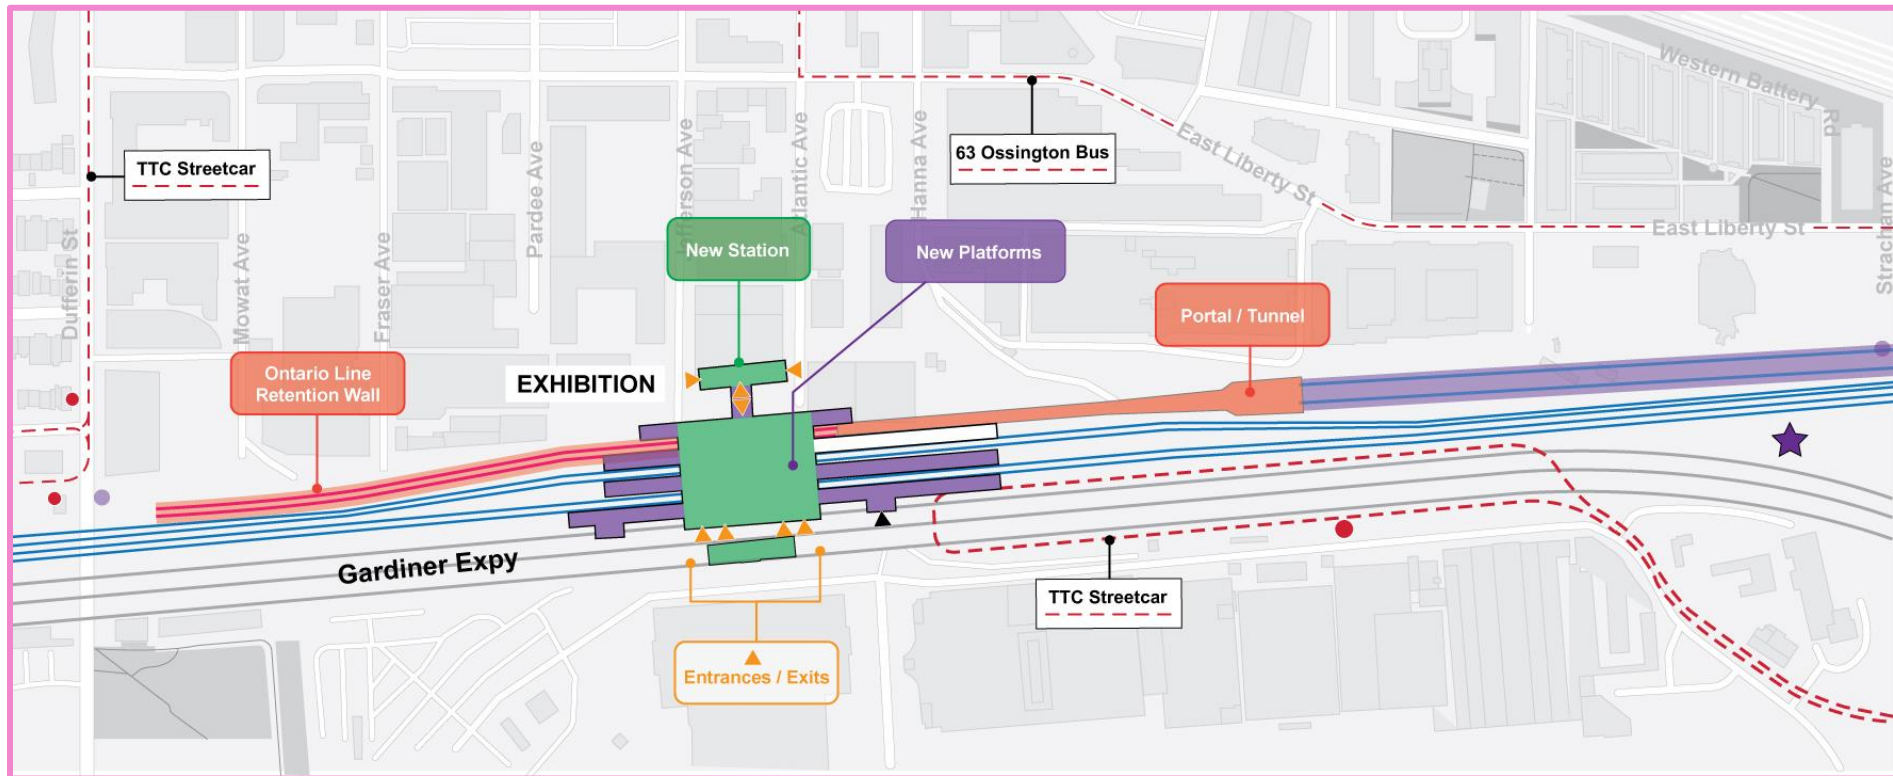 Western Battery Rd
63 Ossington Bus
TTC Streetcar
East Liberty St
Pardee Ave
Jefferson Ave
Atlantic Ave
Hanna Ave
Strachan Ave
East Liberty St
New Station
New Platforms
Dufferin St
Mowat Ave
Fraser Ave
Portal / Tunnel
Ontario Line
Retention Wall
EXHIBITION
Gardiner Expy
TTC Streetcar
Entrances / Exits